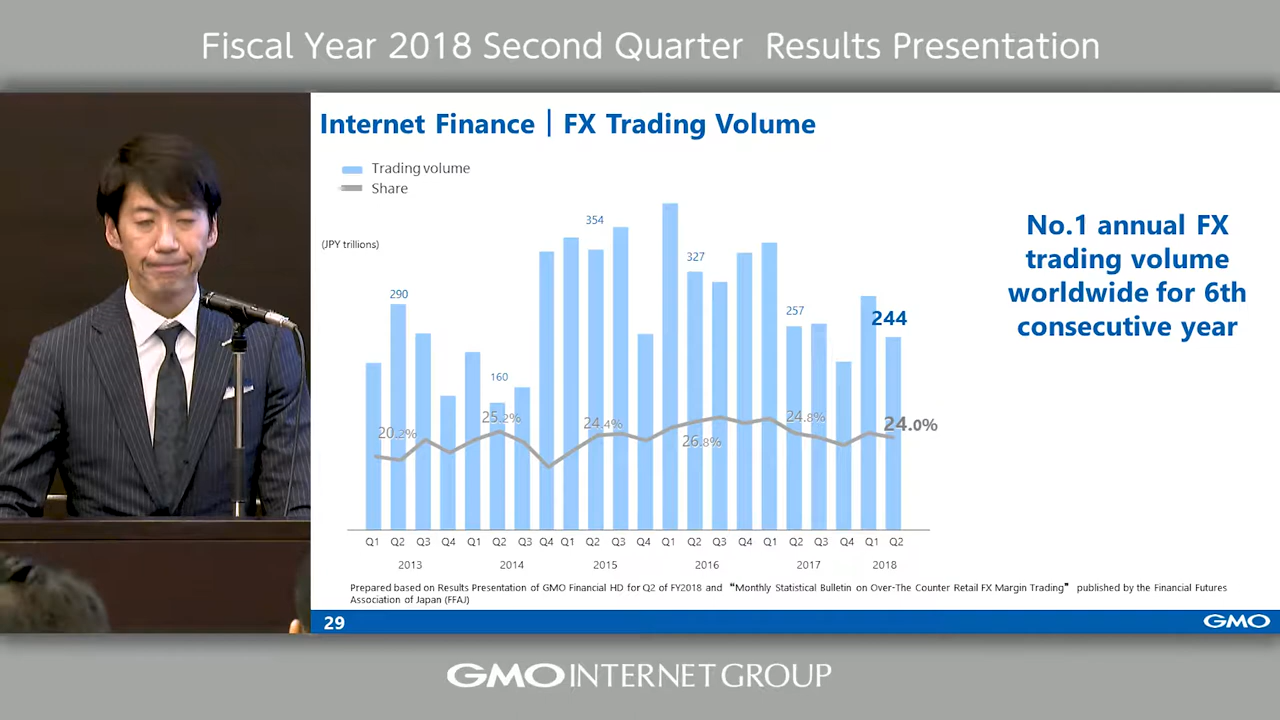 Fiscal Year 2018 Second Quarter Results Presentation
Internet Finance | FX Trading Volume
Trading volume
Share
(JPY trillions)
290
160
354
327
257
244
20.2%
25.2%
24.4%
26.8%
24.8%
24.0%
No.1 annual FX
trading volume
worldwide for 6th
consecutive year
Q1 Q2 Q3 Q4 Q1 Q2 Q3 Q4 Q1 Q2 Q3 Q4 Q1 Q2 Q3 Q4 Q1 Q2 Q3 Q4 Q1 Q2
2013 2014 2015 2016 2017 2018
Prepared based on Results Presentation of GMO Financial HD for Q2 of FY2018 and “Monthly Statistical Bulletin on Over-The Counter Retail FX Margin Trading” published by the Financial Futures
Association of Japan (FFAJ)
29
GMO
GMO INTERNET GROUP